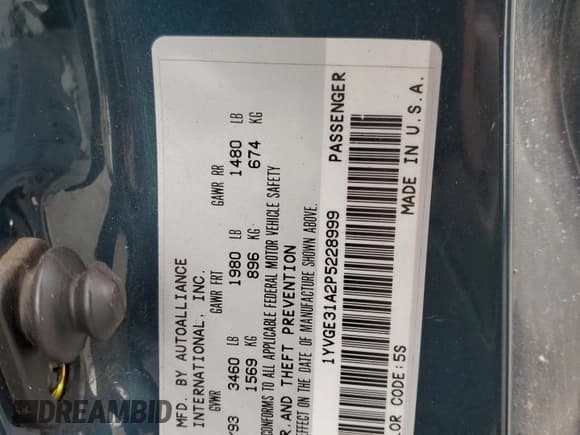 MFD. BY AUTOALLIANCE
INTERNATIONAL, INC.
GVWR GAWR FRT GAWR RR
93 3460 LB 1980 LB 1480 LB
1569 KG 896 KG 674 KG
CONFORMS TO ALL APPLICABLE FEDERAL MOTOR VEHICLE SAFETY
AND THEFT PREVENTION
EFFECT ON THE DATE OF MANUFACTURE SHOWN ABOVE.
1YVGE31A2P5228999 PASSENGER
COLOR CODE:5S MADE IN U.S.A.
DREAMBID